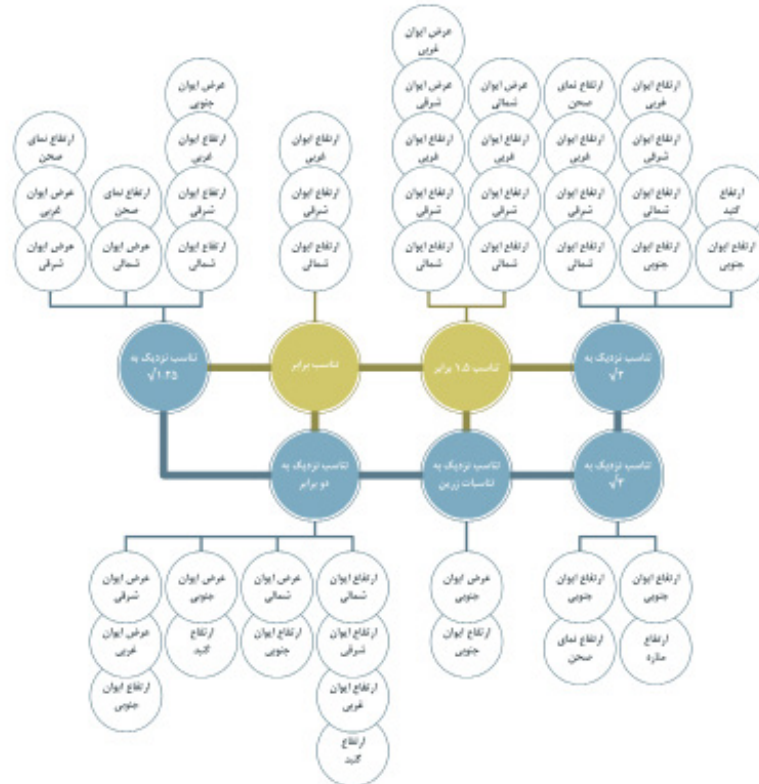 ارتفاع
گنبد
ارتفاع ایوان
جنوبی
ارتفاع ایوان
غربی
ارتفاع ایوان
شرقی
ارتفاع ایوان
شمالی
ارتفاع ایوان
جنوبی
ارتفاع نمای
صحن
ارتفاع ایوان
غربی
ارتفاع ایوان
شرقی
ارتفاع ایوان
شمالی
عرض ایوان
شمالی
ارتفاع ایوان
غربی
ارتفاع ایوان
شرقی
ارتفاع ایوان
شمالی
عرض ایوان
غربی
عرض ایوان
شرقی
ارتفاع ایوان
غربی
ارتفاع ایوان
شرقی
ارتفاع ایوان
شمالی
ارتفاع ایوان
غربی
ارتفاع ایوان
شرقی
ارتفاع ایوان
شمالی
عرض ایوان
جنوبی
ارتفاع ایوان
غربی
ارتفاع ایوان
شرقی
ارتفاع ایوان
شمالی
ارتفاع نمای
صحن
عرض ایوان
شمالی
ارتفاع نمای
صحن
عرض ایوان
غربی
عرض ایوان
شرقی
تناسب نزدیک به
√۲
تناسب ۱.۵ برابر
تناسب برابر
تناسب نزدیک به
√۱.۲۵
تناسب نزدیک به
√۳
تناسب نزدیک به
تناسبات زرین
تناسب نزدیک به
دو برابر
ارتفاع ایوان
جنوبی
ارتفاع
مناره
ارتفاع ایوان
جنوبی
ارتفاع نمای
صحن
عرض ایوان
جنوبی
ارتفاع ایوان
جنوبی
ارتفاع ایوان
شمالی
ارتفاع ایوان
شرقی
ارتفاع ایوان
غربی
ارتفاع
گنبد
عرض ایوان
شمالی
ارتفاع ایوان
جنوبی
عرض ایوان
جنوبی
ارتفاع
گنبد
عرض ایوان
شرقی
عرض ایوان
غربی
ارتفاع ایوان
جنوبی